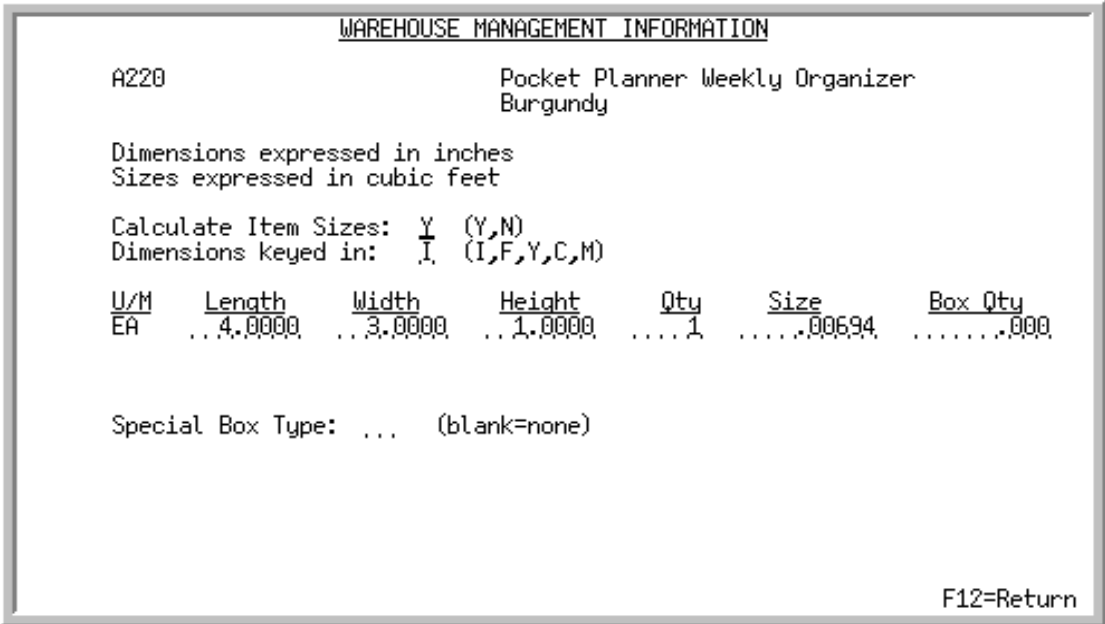 WAREHOUSE MANAGEMENT INFORMATION
A220 Pocket Planner Weekly Organizer
Burgundy
Dimensions expressed in inches
Sizes expressed in cubic feet
Calculate Item Sizes: Y (Y,N)
Dimensions keyed in: I (I,F,Y,C,M)
U/M Length Width Height Qty Size Box Qty
EA ...4.0000 ...3.0000 ...1.0000 .....1 ......00694 ........000
Special Box Type: ... (blank=none)
F12=Return